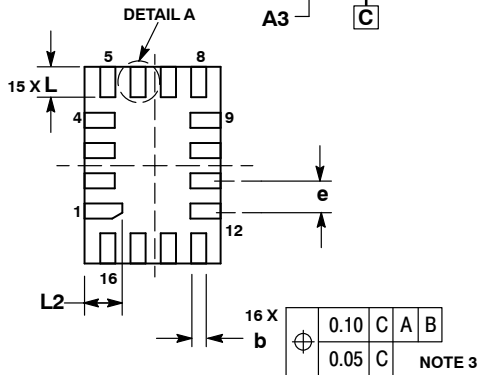 DETAIL A
A3
C
5
8
15 X L
4
9
e
1
12
16
L2
16 X
b
0.10 C A B
0.05 C
NOTE 3